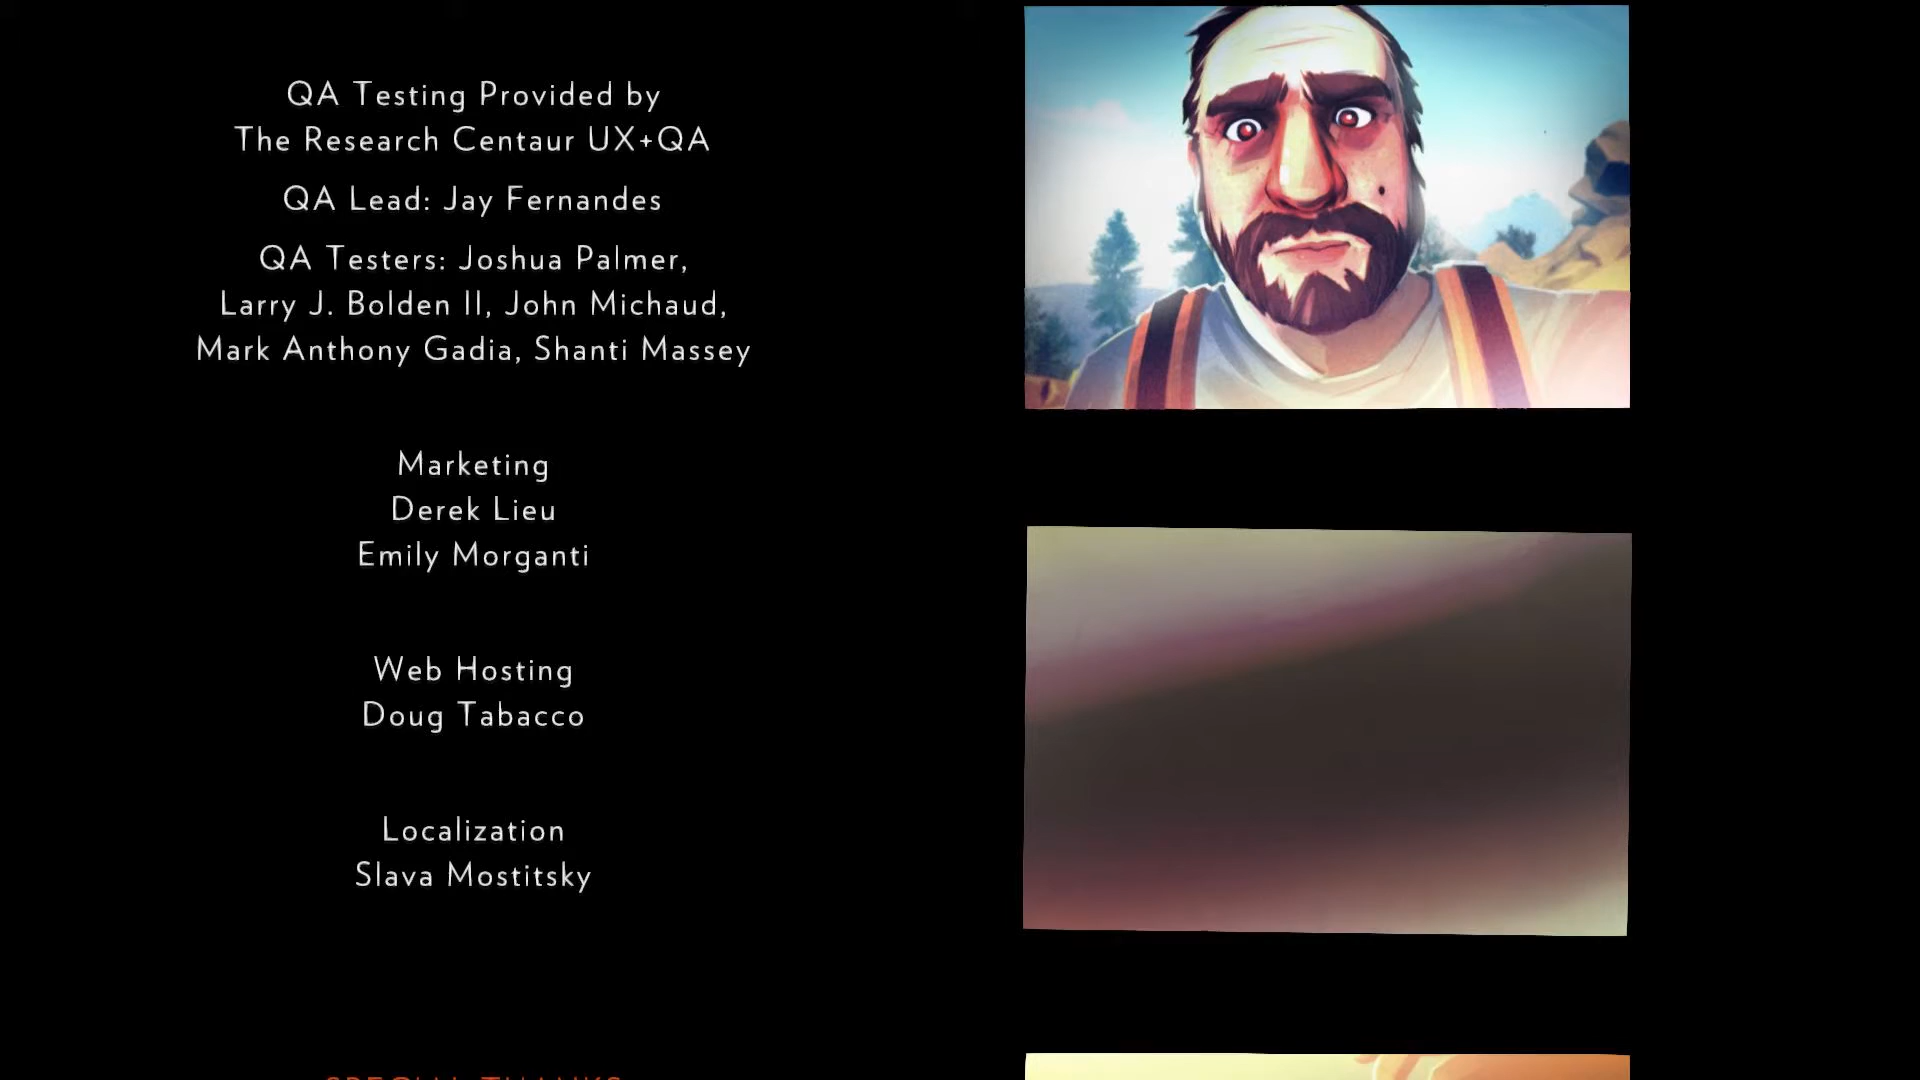 QA Testing Provided by
The Research Centaur UX+QA
QA Lead: Jay Fernandes
QA Testers: Joshua Palmer,
Larry J. Bolden II, John Michaud,
Mark Anthony Gadia, Shanti Massey
Marketing
Derek Lieu
Emily Morganti
Web Hosting
Doug Tabacco
Localization
Slava Mostitsky
SPECIAL THANKS